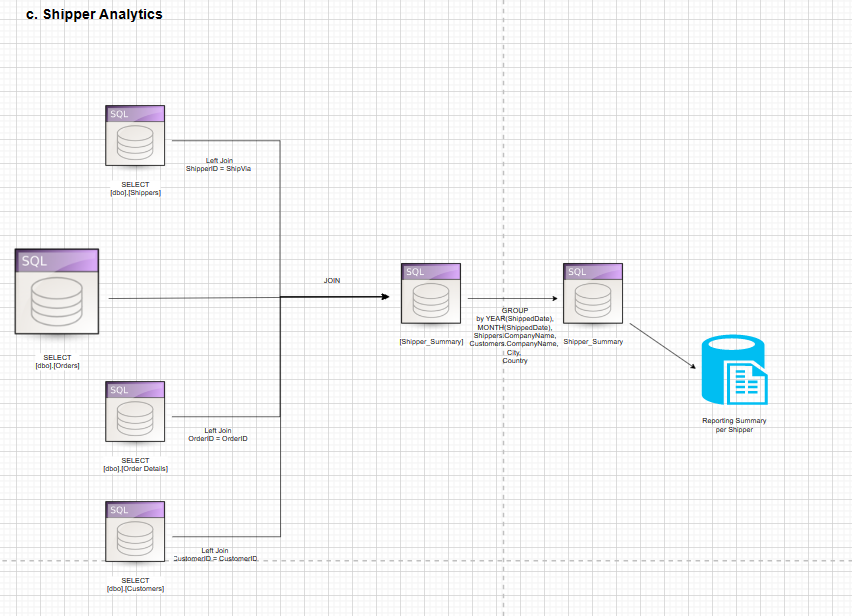 c. Shipper Analytics
SQL
Left Join
ShipperID = ShipVia
SELECT
[dbo].[Shippers]
SQL
SELECT
[dbo].[Orders]
JOIN
SQL
[Shipper_Summary]
GROUP
by YEAR(ShippedDate),
MONTH(ShippedDate),
Shippers.CompanyName,
Customers.CompanyName,
City,
Country
SQL
Shipper_Summary
Reporting Summary
per Shipper
SQL
Left Join
OrderID = OrderID
SELECT
[dbo].[Order Details]
SQL
Left Join
CustomerID = CustomerID
SELECT
[dbo].[Customers]